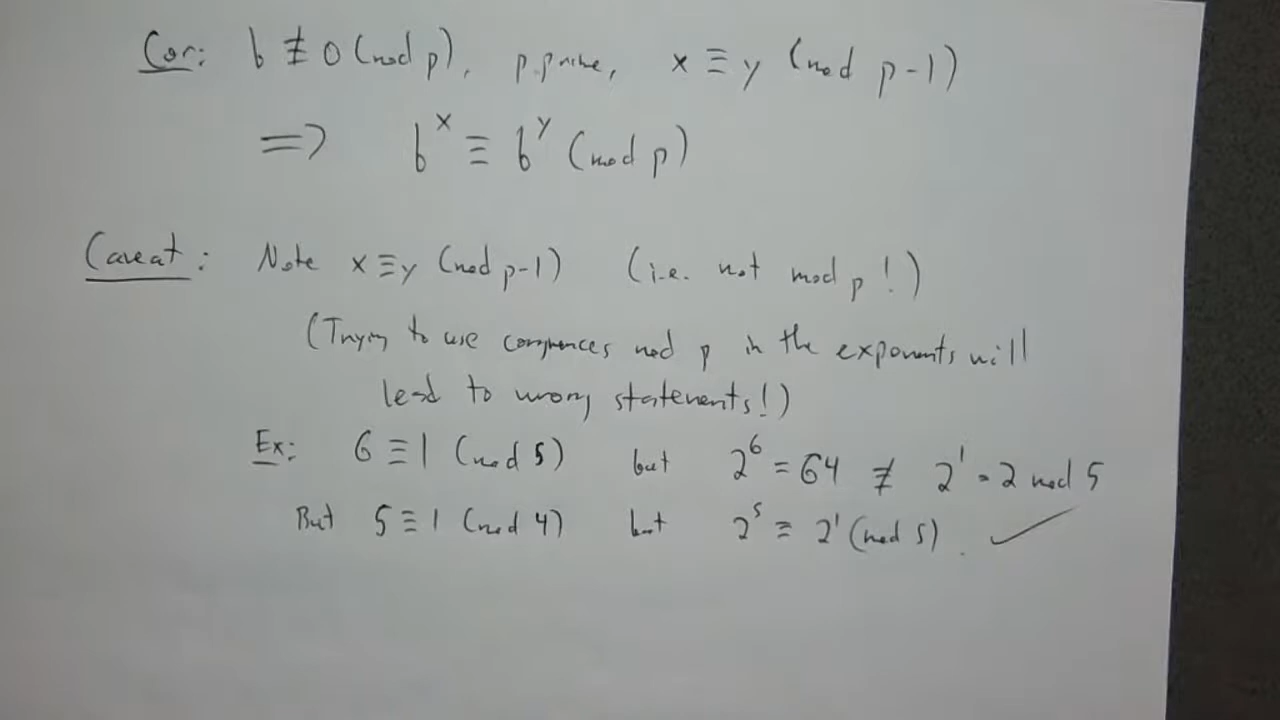 Cor: b ≢ 0 (mod p), p prime, x ≡ y (mod p-1)
=> b^x ≡ b^y (mod p)
Caveat: Note x ≡ y (mod p-1) (i.e. not mod p!)
(Trying to use congruences mod p in the exponents will
lead to wrong statements!)
Ex: 6 ≡ 1 (mod 5) but 2^6 = 64 ≢ 2^1 = 2 mod 5
But 5 ≡ 1 (mod 4) but 2^5 ≡ 2^1 (mod 5). ✓